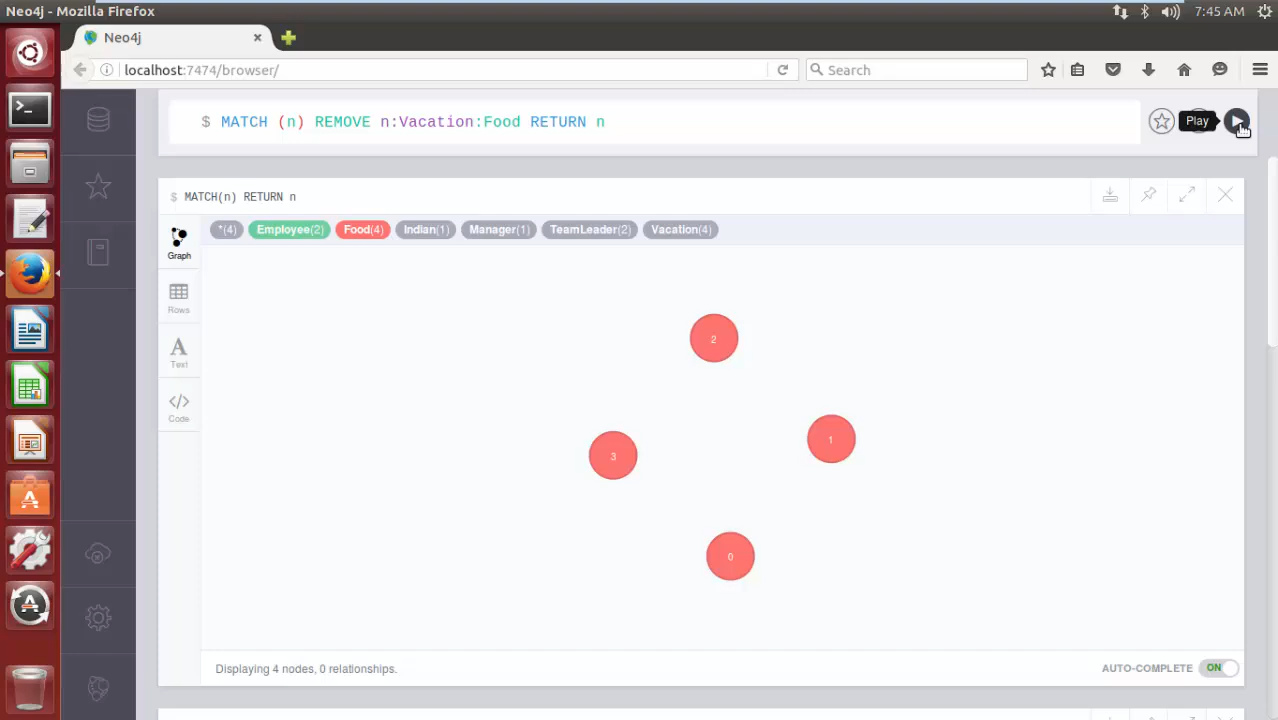 Neo4j - Mozilla Firefox
7:45 AM
Neo4j
localhost:7474/browser/
Search
$ MATCH (n) REMOVE n:Vacation:Food RETURN n
Play
$ MATCH(n) RETURN n
*(4) Employee(2) Food(4) Indian(1) Manager(1) TeamLeader(2) Vacation(4)
Graph
Rows
A
Text
</>
Code
2
1
3
0
Displaying 4 nodes, 0 relationships.
AUTO-COMPLETE ON